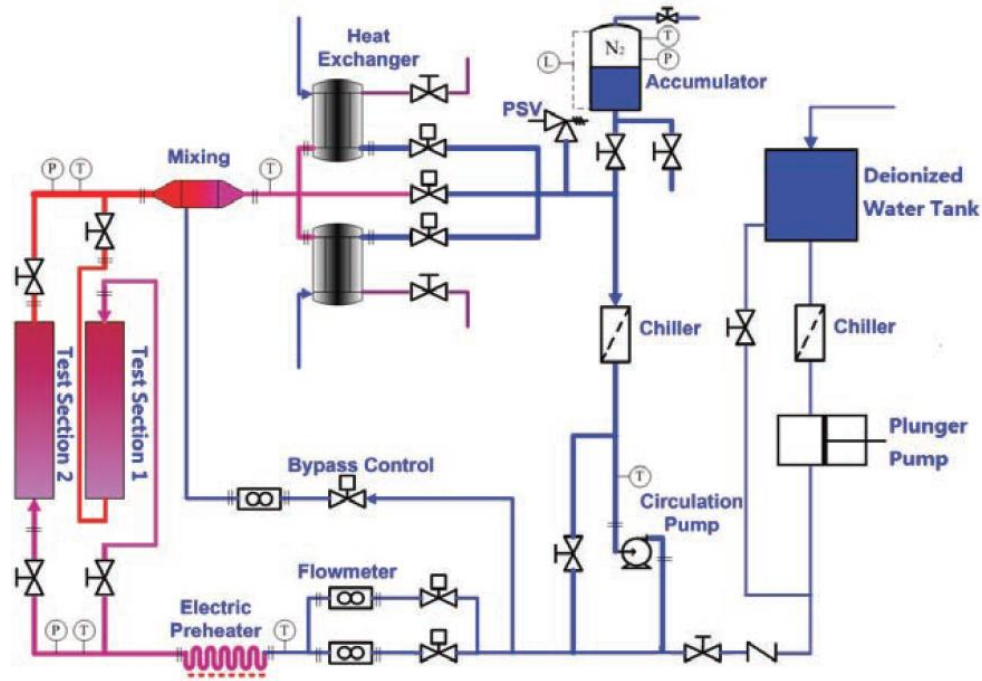 Heat
Exchanger
N₂
T
P
L
Accumulator
PSV
Mixing
P
T
T
Deionized
Water Tank
Chiller
Chiller
Test Section 2
Test Section 1
Plunger
Pump
Bypass Control
T
Circulation
Pump
Flowmeter
Electric
Preheater
P
T
T